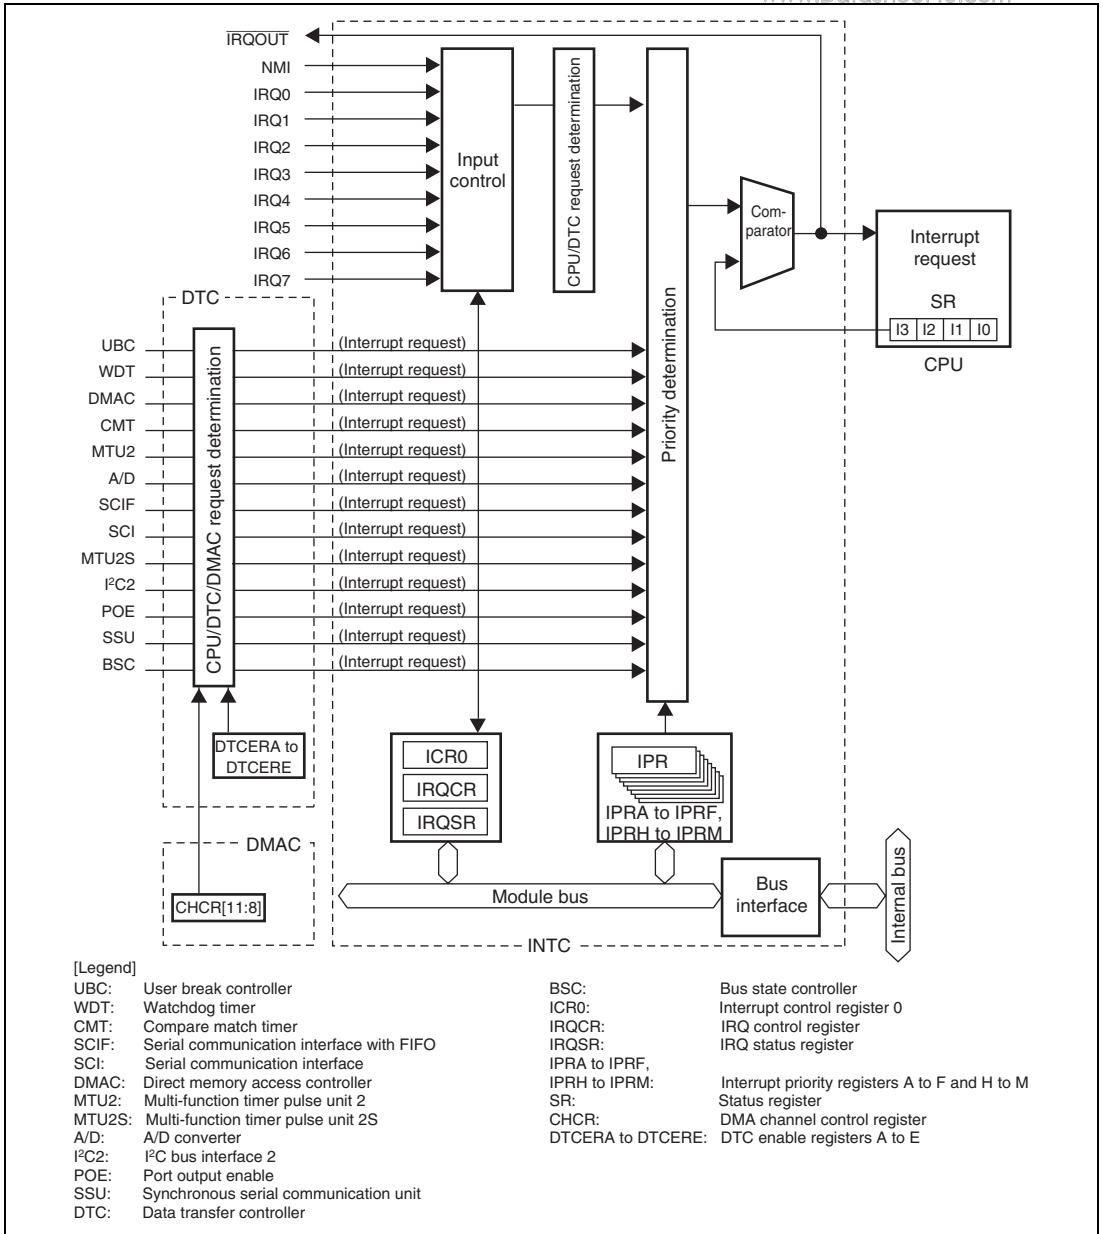 IRQOUT
NMI
IRQ0
IRQ1
IRQ2
IRQ3
IRQ4
IRQ5
IRQ6
IRQ7
Input
control
CPU/DTC request determination
Priority determination
Com-
parator
Interrupt
request
SR
I3 I2 I1 I0
CPU
DTC
UBC
WDT
DMAC
CMT
MTU2
A/D
SCIF
SCI
MTU2S
I²C2
POE
SSU
BSC
CPU/DTC/DMAC request determination
(Interrupt request)
(Interrupt request)
(Interrupt request)
(Interrupt request)
(Interrupt request)
(Interrupt request)
(Interrupt request)
(Interrupt request)
(Interrupt request)
(Interrupt request)
(Interrupt request)
(Interrupt request)
(Interrupt request)
DTCERA to
DTCERE
ICR0
IRQCR
IRQSR
IPR
IPRA to IPRF,
IPRH to IPRM
DMAC
CHCR[11:8]
Module bus
Bus
interface
Internal bus
INTC
[Legend]
UBC: User break controller
WDT: Watchdog timer
CMT: Compare match timer
SCIF: Serial communication interface with FIFO
SCI: Serial communication interface
DMAC: Direct memory access controller
MTU2: Multi-function timer pulse unit 2
MTU2S: Multi-function timer pulse unit 2S
A/D: A/D converter
I²C2: I²C bus interface 2
POE: Port output enable
SSU: Synchronous serial communication unit
DTC: Data transfer controller
BSC: Bus state controller
ICR0: Interrupt control register 0
IRQCR: IRQ control register
IRQSR: IRQ status register
IPRA to IPRF,
IPRH to IPRM: Interrupt priority registers A to F and H to M
SR: Status register
CHCR: DMA channel control register
DTCERA to DTCERE: DTC enable registers A to E